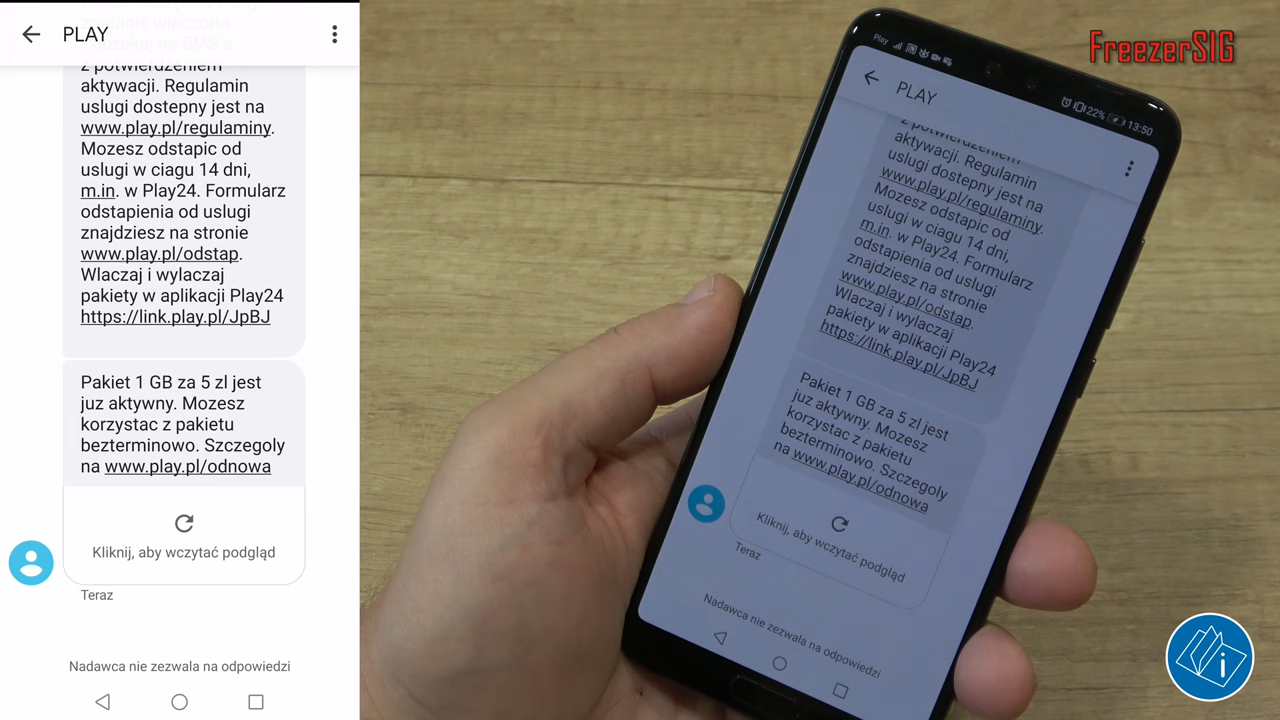 PLAY
zostanie wlaczona
Poczekaj na SMS-a
z potwierdzeniem
aktywacji. Regulamin
uslugi dostepny jest na
www.play.pl/regulaminy.
Mozesz odstapic od
uslugi w ciagu 14 dni,
m.in. w Play24. Formularz
odstapienia od uslugi
znajdziesz na stronie
www.play.pl/odstap.
Wlaczaj i wylaczaj
pakiety w aplikacji Play24
https://link.play.pl/JpBJ
Pakiet 1 GB za 5 zl jest
juz aktywny. Mozesz
korzystac z pakietu
bezterminowo. Szczegoly
na www.play.pl/odnowa
Kliknij, aby wczytać podgląd
Teraz
Nadawca nie zezwala na odpowiedzi
Play
22% 13:50
PLAY
z potwierdzeniem
aktywacji. Regulamin
uslugi dostepny jest na
www.play.pl/regulaminy.
Mozesz odstapic od
uslugi w ciagu 14 dni,
m.in. w Play24. Formularz
odstapienia od uslugi
znajdziesz na stronie
www.play.pl/odstap.
Wlaczaj i wylaczaj
pakiety w aplikacji Play24
https://link.play.pl/JpBJ
Pakiet 1 GB za 5 zl jest
juz aktywny. Mozesz
korzystac z pakietu
bezterminowo. Szczegoly
na www.play.pl/odnowa
Kliknij, aby wczytać podgląd
Teraz
Nadawca nie zezwala na odpowiedzi
FreezerSIG
i